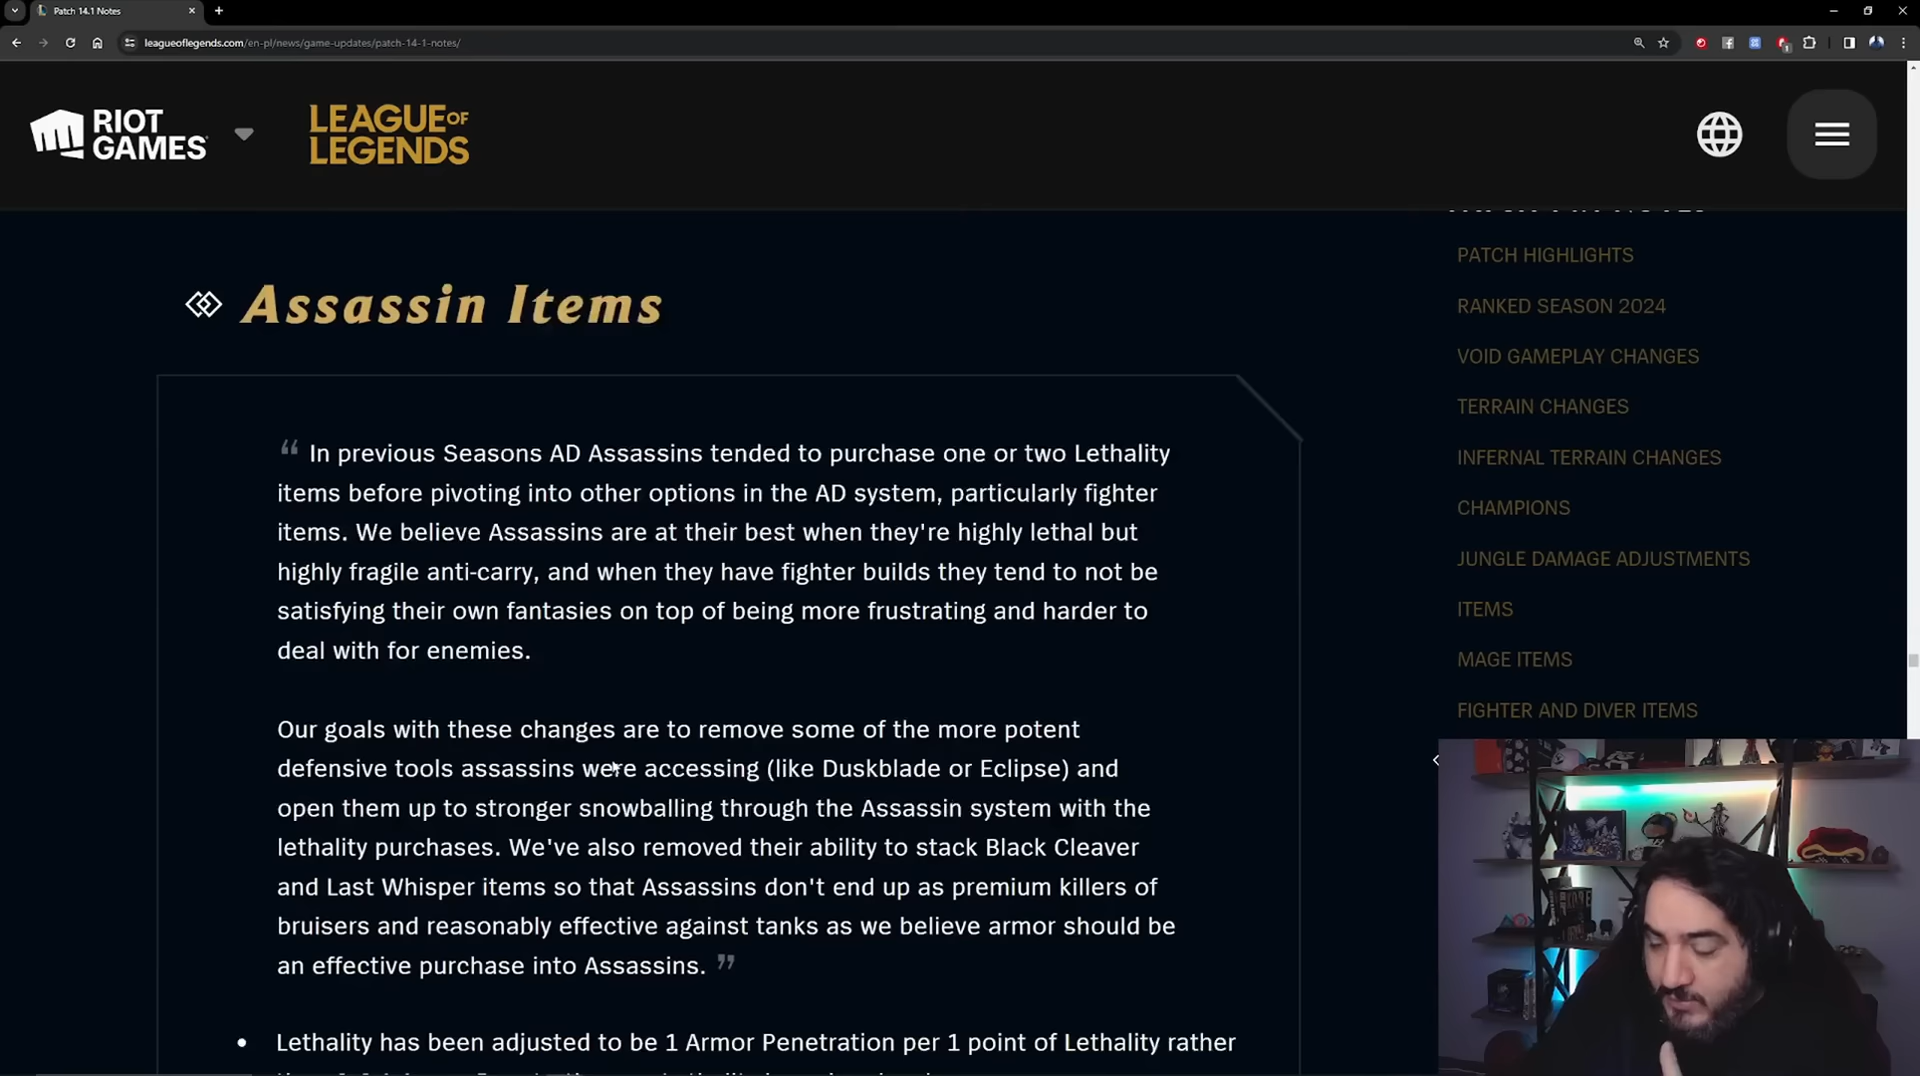 Patch 14.1 Notes
leagueoflegends.com/en-pl/news/game-updates/patch-14-1-notes/
RIOT GAMES
LEAGUE OF LEGENDS
Assassin Items
“ In previous Seasons AD Assassins tended to purchase one or two Lethality
items before pivoting into other options in the AD system, particularly fighter
items. We believe Assassins are at their best when they're highly lethal but
highly fragile anti-carry, and when they have fighter builds they tend to not be
satisfying their own fantasies on top of being more frustrating and harder to
deal with for enemies.
Our goals with these changes are to remove some of the more potent
defensive tools assassins were accessing (like Duskblade or Eclipse) and
open them up to stronger snowballing through the Assassin system with the
lethality purchases. We've also removed their ability to stack Black Cleaver
and Last Whisper items so that Assassins don't end up as premium killers of
bruisers and reasonably effective against tanks as we believe armor should be
an effective purchase into Assassins. ”
• Lethality has been adjusted to be 1 Armor Penetration per 1 point of Lethality rather
PATCH HIGHLIGHTS
RANKED SEASON 2024
VOID GAMEPLAY CHANGES
TERRAIN CHANGES
INFERNAL TERRAIN CHANGES
CHAMPIONS
JUNGLE DAMAGE ADJUSTMENTS
ITEMS
MAGE ITEMS
FIGHTER AND DIVER ITEMS